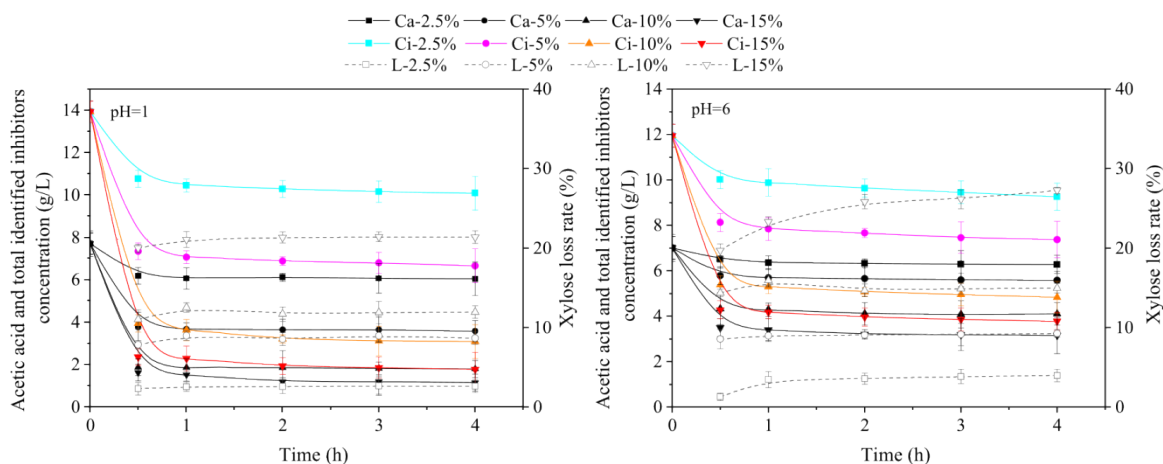 Ca-2.5% Ca-5% Ca-10% Ca-15%
Ci-2.5% Ci-5% Ci-10% Ci-15%
L-2.5% L-5% L-10% L-15%
pH=1
14
12
10
8
6
4
2
0
Acetic acid and total identified inhibitors
concentration (g/L)
40
30
20
10
0
Xylose loss rate (%)
0 1 2 3 4
Time (h)
pH=6
14
12
10
8
6
4
2
0
Acetic acid and total identified inhibitors
concentration (g/L)
40
30
20
10
0
Xylose loss rate (%)
0 1 2 3 4
Time (h)